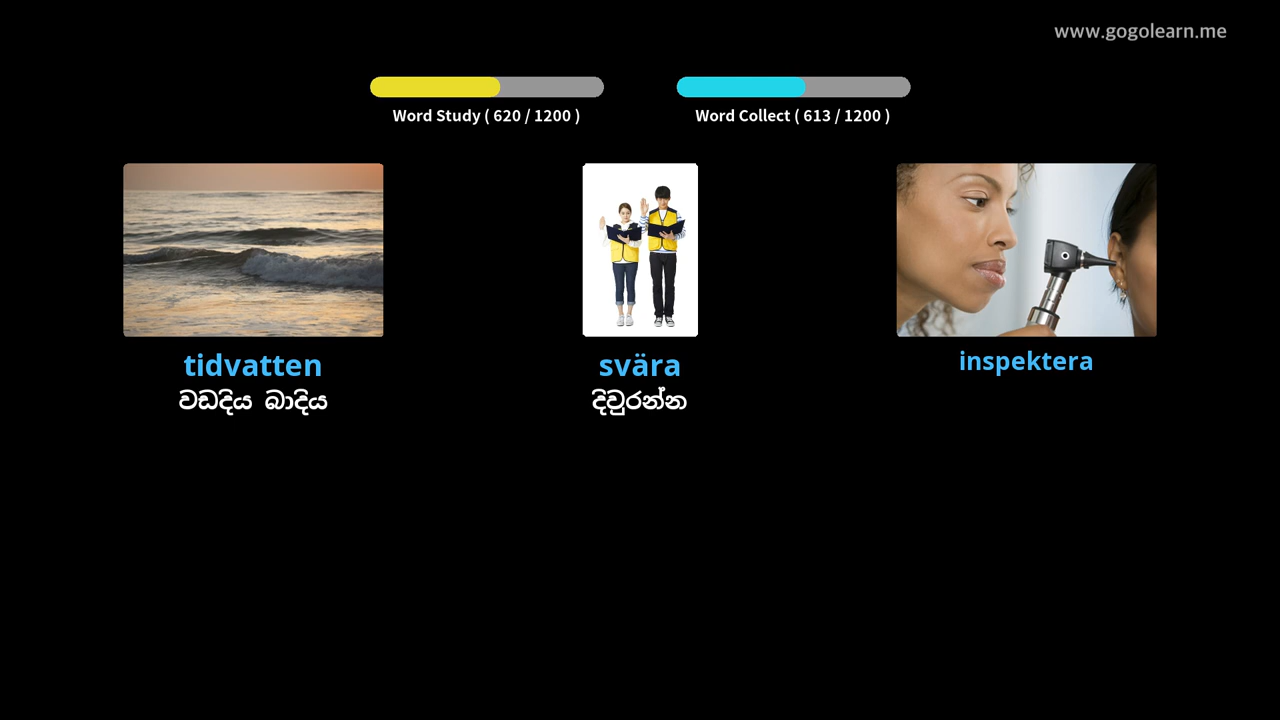 www.gogolearn.me
Word Study ( 620 / 1200 )
Word Collect ( 613 / 1200 )
tidvatten
වඩදිය බාදිය
svära
දිවුරන්න
inspektera